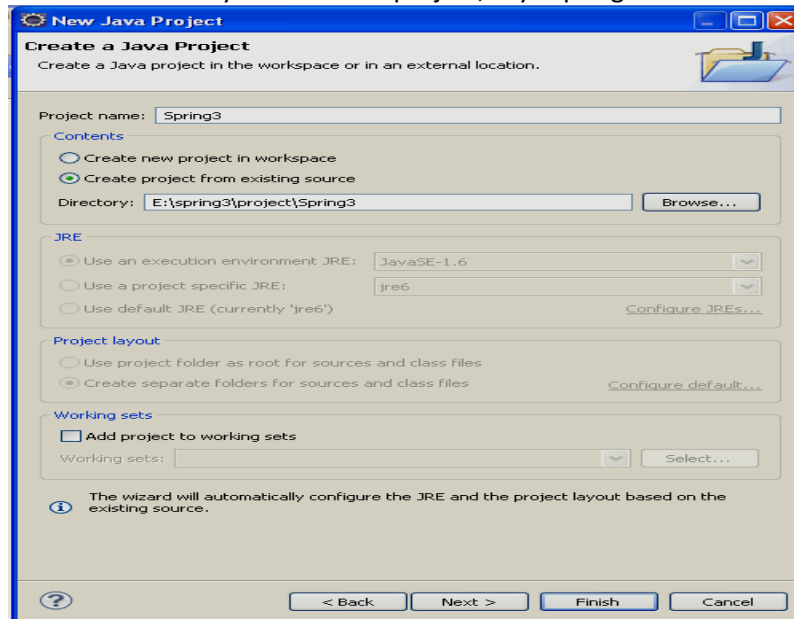 New Java Project
Create a Java Project
Create a Java project in the workspace or in an external location.
Project name: Spring3
Contents
Create new project in workspace
Create project from existing source
Directory: E:\spring3\project\Spring3 Browse...
JRE
Use an execution environment JRE: JavaSE-1.6
Use a project specific JRE: jre6
Use default JRE (currently 'jre6') Configure JREs...
Project layout
Use project folder as root for sources and class files
Create separate folders for sources and class files Configure default...
Working sets
Add project to working sets
Working sets: Select...
The wizard will automatically configure the JRE and the project layout based on the
existing source.
< Back Next > Finish Cancel